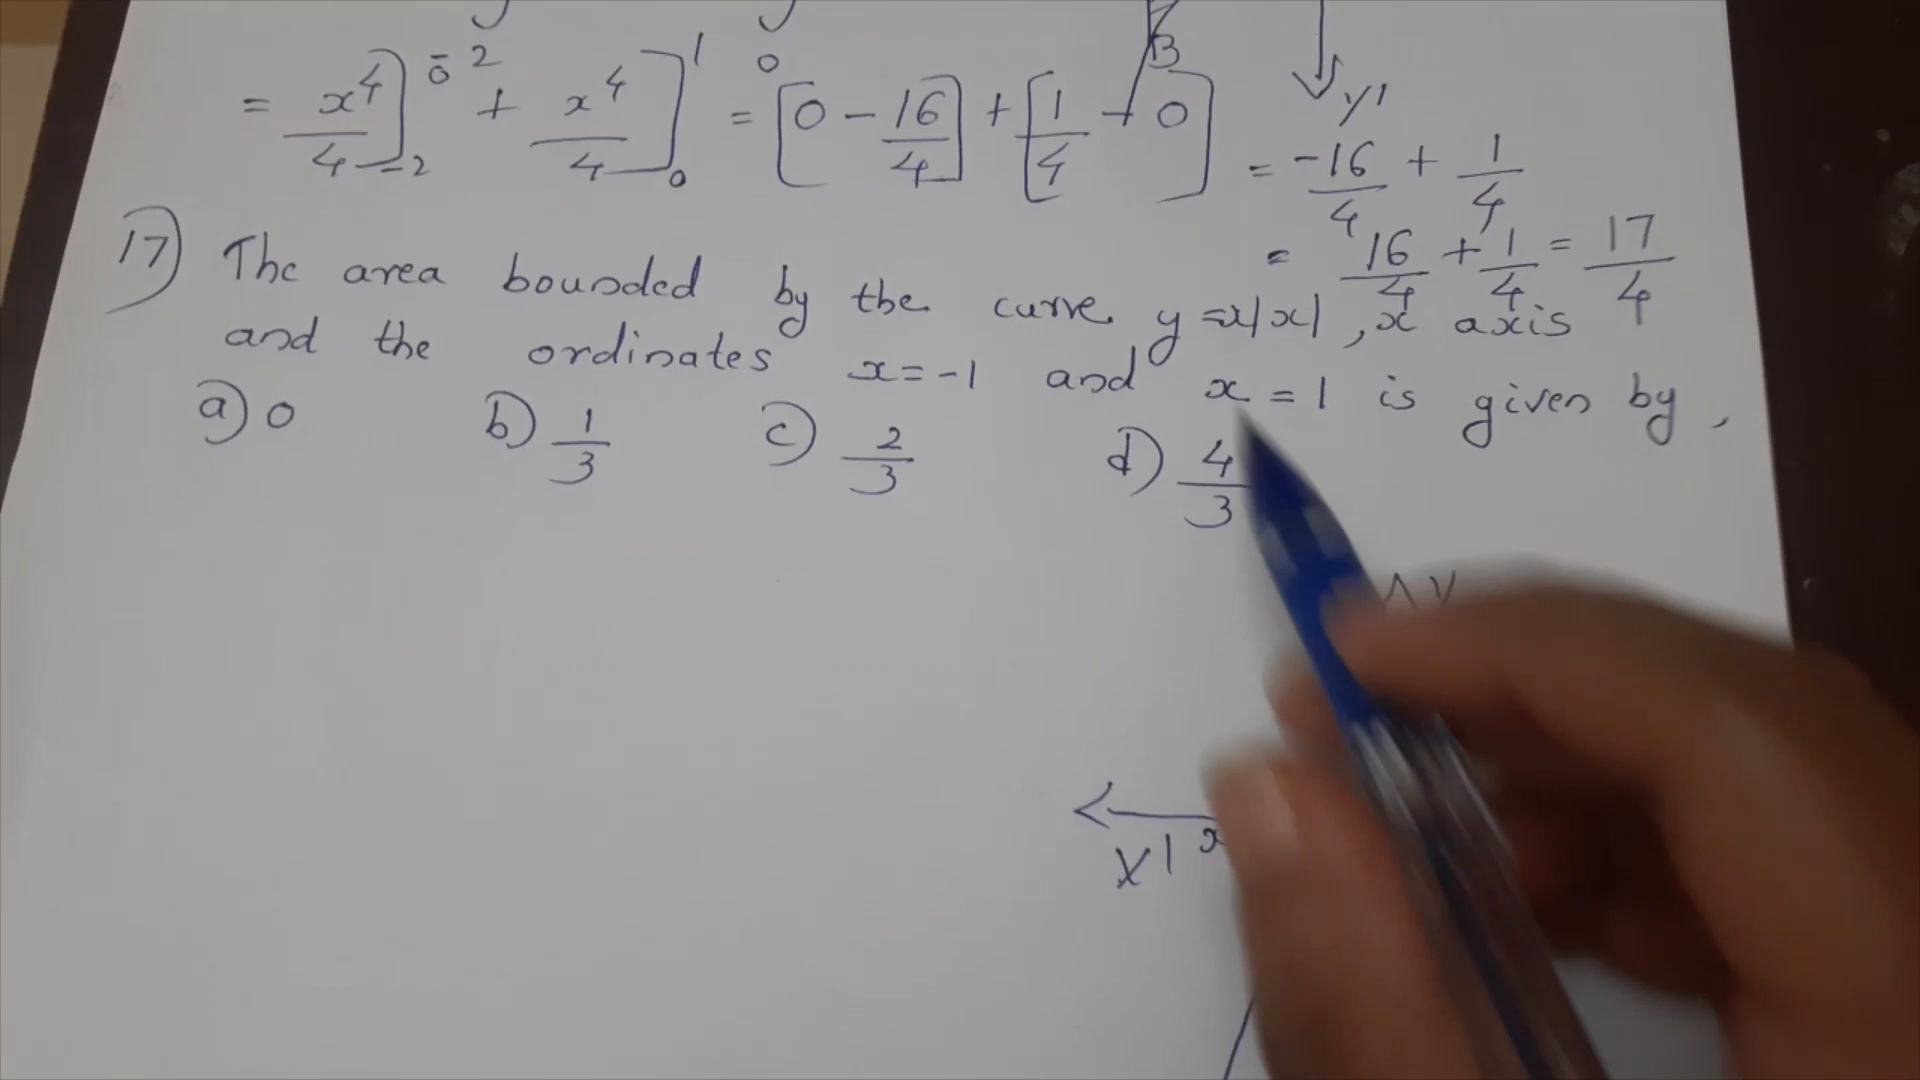 = x⁴/4]⁰₋₂ 2 + x⁴/4]¹₀ = [0 - 16/4] + [1/4 - 0]
0
B
Y'
= -16/4 + 1/4
= 16/4 + 1/4 = 17/4
17) The area bounded by the curve y = x|x|, x axis
and the ordinates x = -1 and x = 1 is given by,
a) 0 b) 1/3 c) 2/3 d) 4/3
Y
X' x